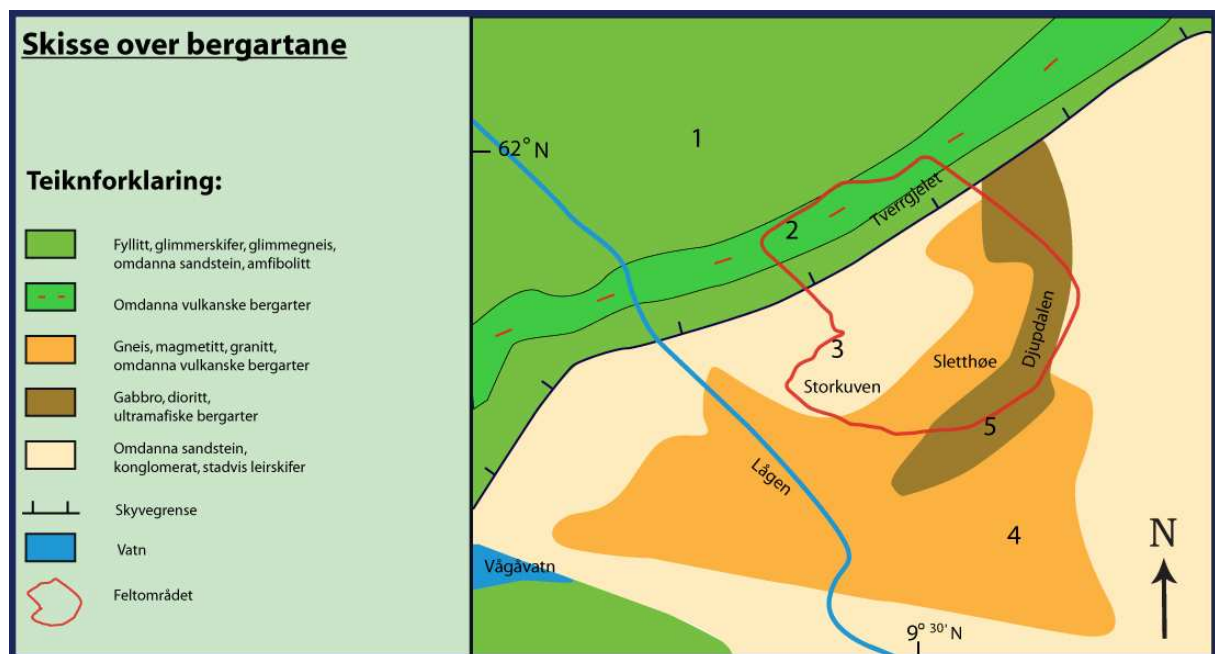 Skisse over bergartane
Teiknforklaring:
Fyllitt, glimmerskifer, glimmegneis,
omdanna sandstein, amfibolitt
Omdanna vulkanske bergarter
Gneis, magmetitt, granitt,
omdanna vulkanske bergarter
Gabbro, dioritt,
ultramafiske bergarter
Omdanna sandstein,
konglomerat, stadvis leirskifer
Skyvegrense
Vatn
Feltområdet
62° N
1
2
Tverrgjelet
3
Storkuven
Sletthøe
Djupdalen
5
Lågen
4
N
Vågåvatn
9° 30' N